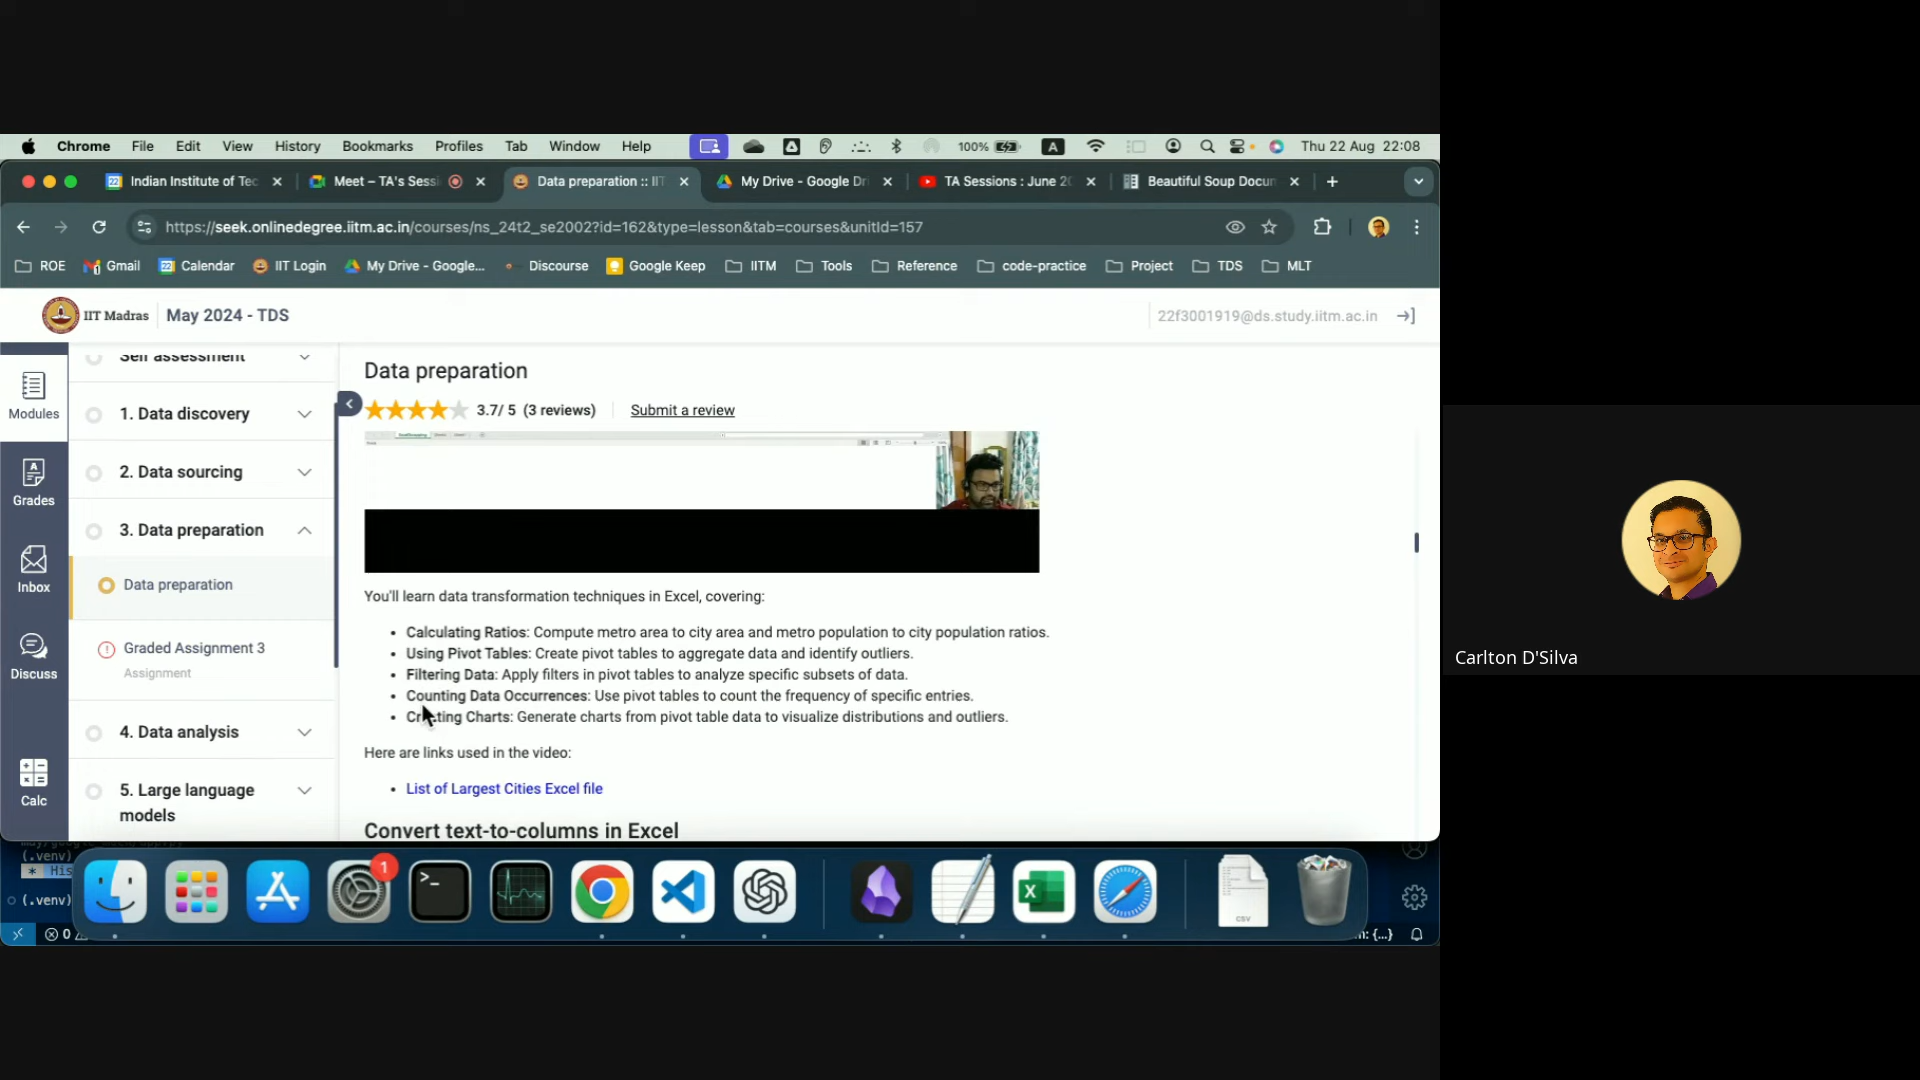 Chrome File Edit View History Bookmarks Profiles Tab Window Help 100% A Thu 22 Aug 22:08
Indian Institute of Tec Meet – TA's Sessi Data preparation :: IIT My Drive - Google Dri TA Sessions : June 20 Beautiful Soup Docum
https://seek.onlinedegree.iitm.ac.in/courses/ns_24t2_se2002?id=162&type=lesson&tab=courses&unitId=157
ROE Gmail Calendar IIT Login My Drive - Google... Discourse Google Keep IITM Tools Reference code-practice Project TDS MLT
IIT Madras May 2024 - TDS 22f3001919@ds.study.iitm.ac.in
Modules
Grades
Inbox
Discuss
Calc
Self assessment
1. Data discovery
2. Data sourcing
3. Data preparation
Data preparation
Graded Assignment 3
Assignment
4. Data analysis
5. Large language
models
Data preparation
3.7/ 5 (3 reviews) Submit a review
You'll learn data transformation techniques in Excel, covering:
• Calculating Ratios: Compute metro area to city area and metro population to city population ratios.
• Using Pivot Tables: Create pivot tables to aggregate data and identify outliers.
• Filtering Data: Apply filters in pivot tables to analyze specific subsets of data.
• Counting Data Occurrences: Use pivot tables to count the frequency of specific entries.
• Creating Charts: Generate charts from pivot table data to visualize distributions and outliers.
Here are links used in the video:
• List of Largest Cities Excel file
Convert text-to-columns in Excel
(.venv)
* His
(.venv)
1
CSV
0
: {...}
Carlton D'Silva